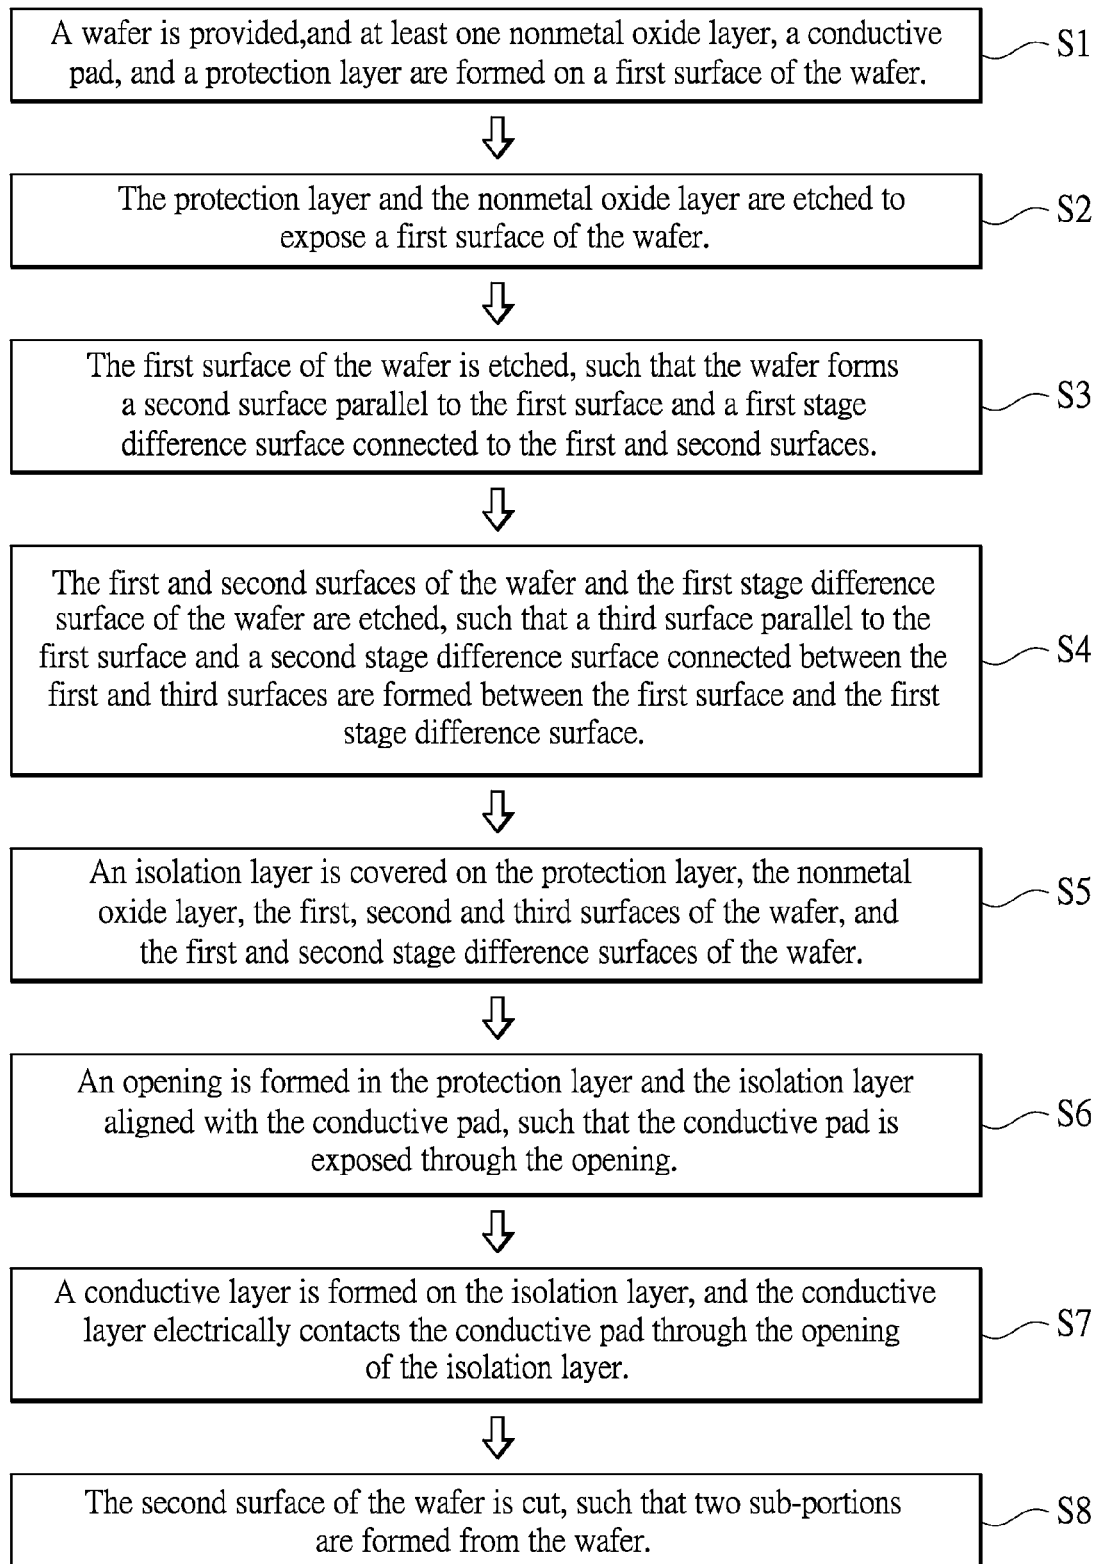 A wafer is provided,and at least one nonmetal oxide layer, a conductive
pad, and a protection layer are formed on a first surface of the wafer.
S1
The protection layer and the nonmetal oxide layer are etched to
expose a first surface of the wafer.
S2
The first surface of the wafer is etched, such that the wafer forms
a second surface parallel to the first surface and a first stage
difference surface connected to the first and second surfaces.
S3
The first and second surfaces of the wafer and the first stage difference
surface of the wafer are etched, such that a third surface parallel to the
first surface and a second stage difference surface connected between the
first and third surfaces are formed between the first surface and the first
stage difference surface.
S4
An isolation layer is covered on the protection layer, the nonmetal
oxide layer, the first, second and third surfaces of the wafer, and
the first and second stage difference surfaces of the wafer.
S5
An opening is formed in the protection layer and the isolation layer
aligned with the conductive pad, such that the conductive pad is
exposed through the opening.
S6
A conductive layer is formed on the isolation layer, and the conductive
layer electrically contacts the conductive pad through the opening
of the isolation layer.
S7
The second surface of the wafer is cut, such that two sub-portions
are formed from the wafer.
S8